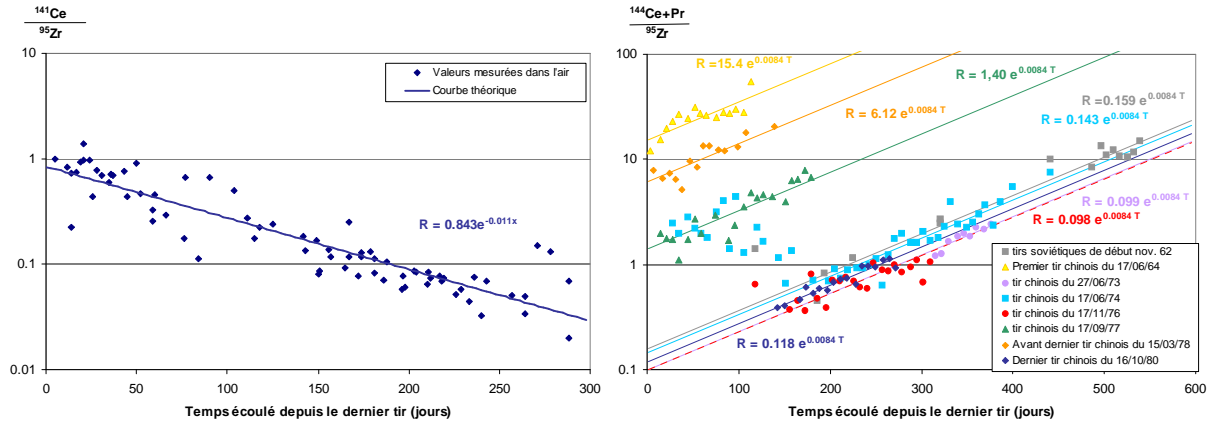 141Ce
95Zr
10
1
0.1
0.01
0
50
100
150
200
250
300
Valeurs mesurées dans l'air
Courbe théorique
R = 0.843e-0.011x
Temps écoulé depuis le dernier tir (jours)
144Ce+Pr
95Zr
100
10
1
0.1
0
100
200
300
400
500
600
R =15.4 e0.0084 T
R = 6.12 e0.0084 T
R = 1,40 e0.0084 T
R =0.159 e0.0084 T
R = 0.143 e0.0084 T
R = 0.099 e0.0084 T
R = 0.098 e0.0084 T
R = 0.118 e0.0084 T
tirs soviétiques de début nov. 62
Premier tir chinois du 17/06/64
tir chinois du 27/06/73
tir chinois du 17/06/74
tir chinois du 17/11/76
tir chinois du 17/09/77
Avant dernier tir chinois du 15/03/78
Dernier tir chinois du 16/10/80
Temps écoulé depuis le dernier tir (jours)